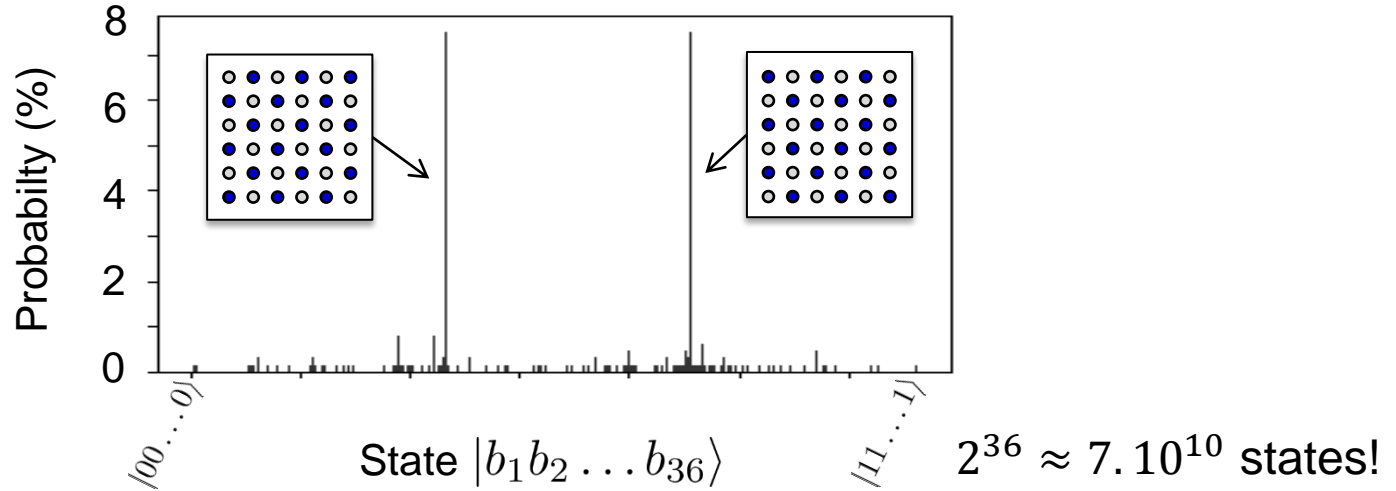 8
6
4
2
0
Probabilty (%)
|00 . . . . 0⟩
State |b₁b₂ . . . b₃₆⟩
|11 . . . . 1⟩
2³⁶ ≈ 7. 10¹⁰ states!